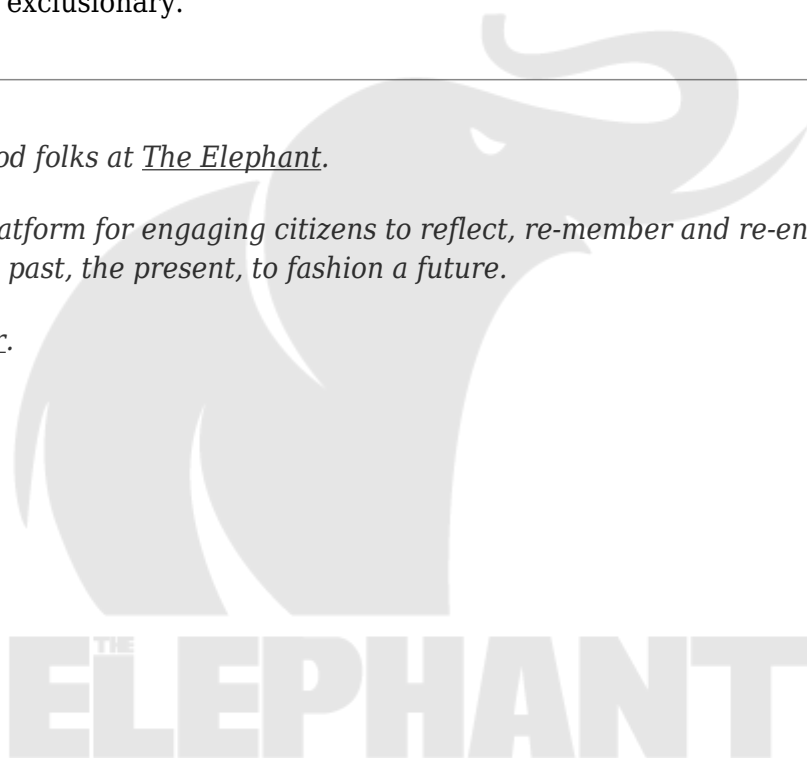 exclusionary.
od folks at The Elephant.
atform for engaging citizens to reflect, re-member and re-en
past, the present, to fashion a future.
r.
THE
ELEPHANT